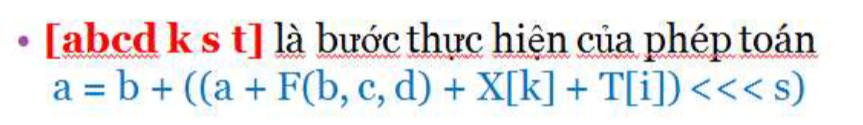 • [abcd k s t] là bước thực hiện của phép toán
a = b + ((a + F(b, c, d) + X[k] + T[i]) <<< s)